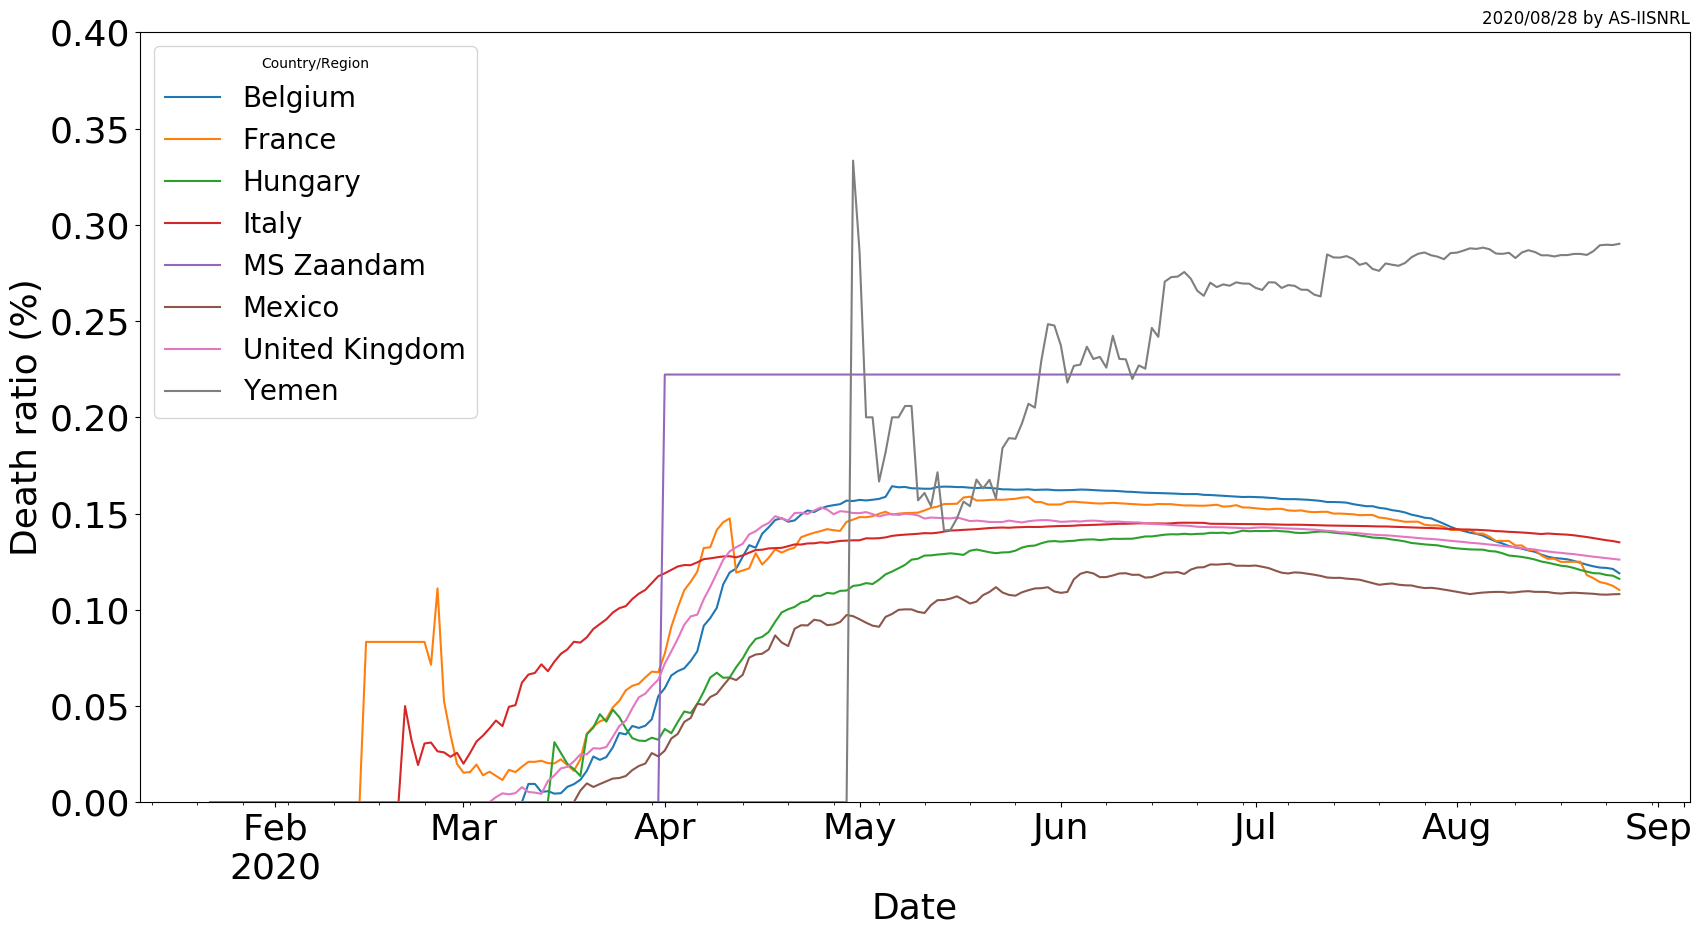 2020/08/28 by AS-IISNRL
0.40
0.35
0.30
0.25
0.20
0.15
0.10
0.05
0.00
Death ratio (%)
Country/Region
Belgium
France
Hungary
Italy
MS Zaandam
Mexico
United Kingdom
Yemen
Feb Mar Apr May Jun Jul Aug Sep
2020
Date